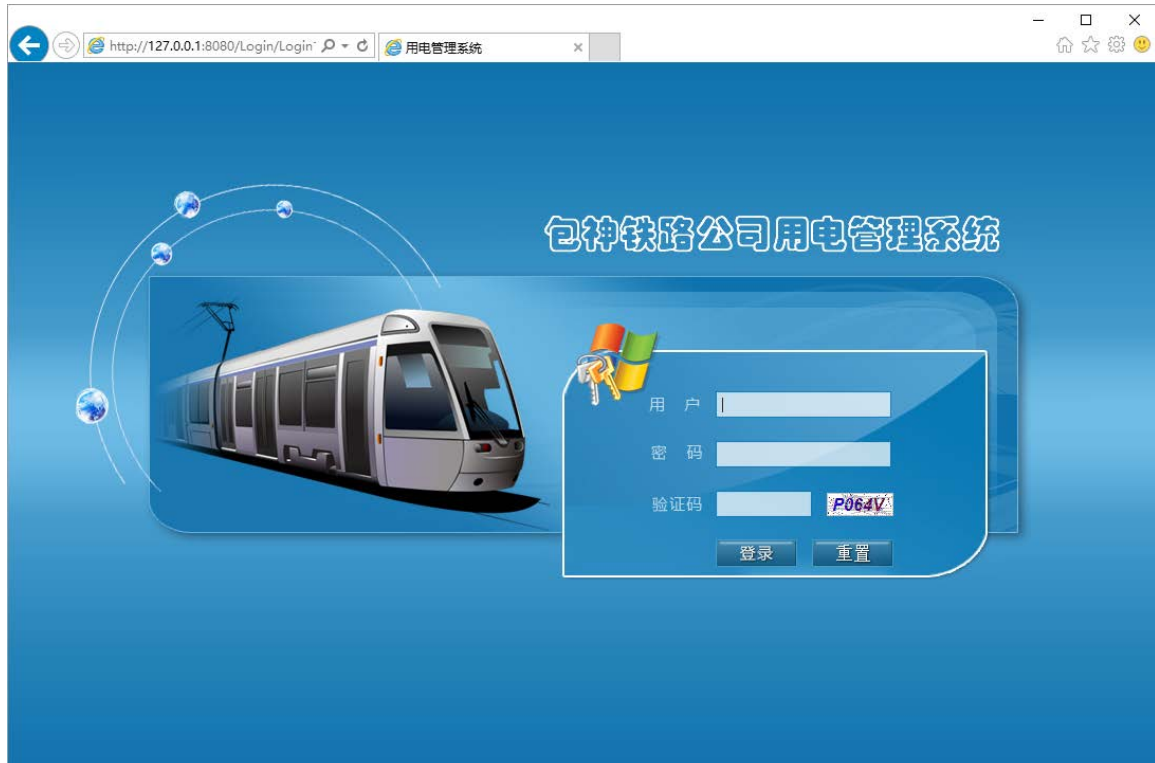 http://127.0.0.1:8080/Login/Login
用电管理系统
包神铁路公司用电管理系统
用 户
密 码
验证码
P064V
登录
重置